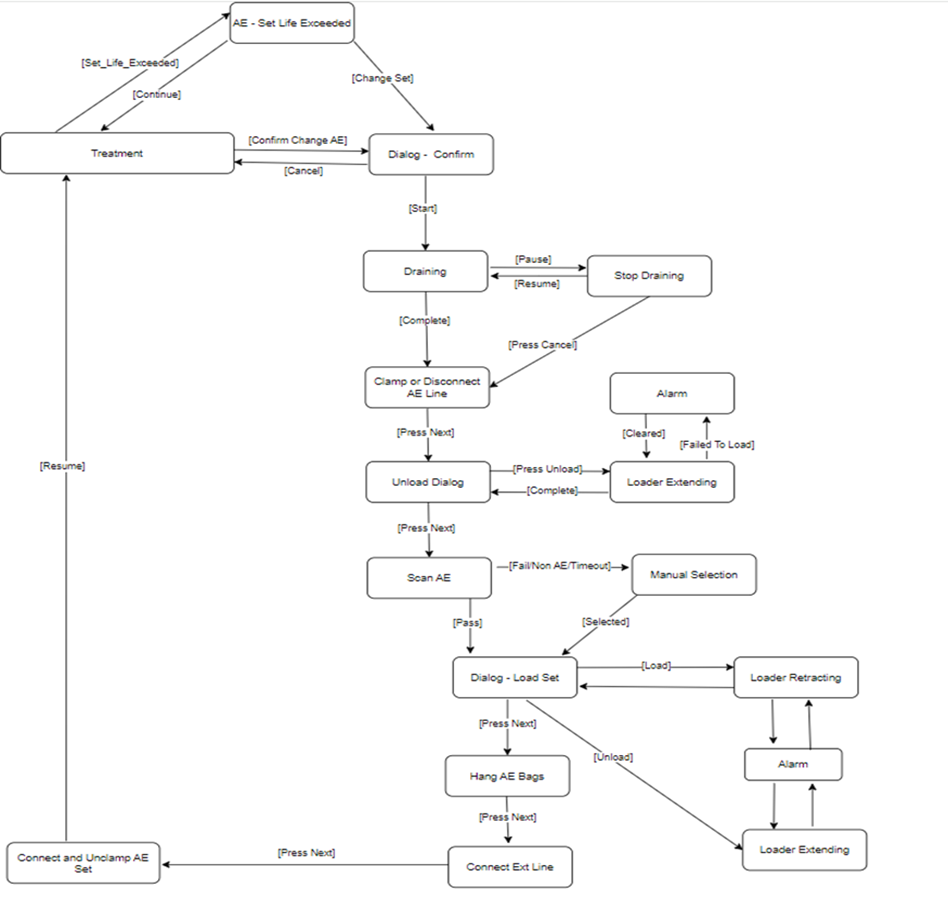 AE - Set Life Exceeded
[Set_Life_Exceeded]
[Change Set]
[Continue]
Treatment
[Confirm Change AE]
[Cancel]
Dialog - Confirm
[Start]
Draining
[Pause]
[Resume]
Stop Draining
[Complete]
[Press Cancel]
Clamp or Disconnect
AE Line
Alarm
[Press Next]
[Cleared]
[Failed To Load]
[Resume]
Unload Dialog
[Press Unload]
[Complete]
Loader Extending
[Press Next]
Scan AE
[Fail/Non AE/Timeout]
Manual Selection
[Pass]
[Selected]
Dialog - Load Set
[Load]
Loader Retracting
[Press Next]
[Unload]
Hang AE Bags
Alarm
[Press Next]
Connect and Unclamp AE
Set
[Press Next]
Connect Ext Line
Loader Extending